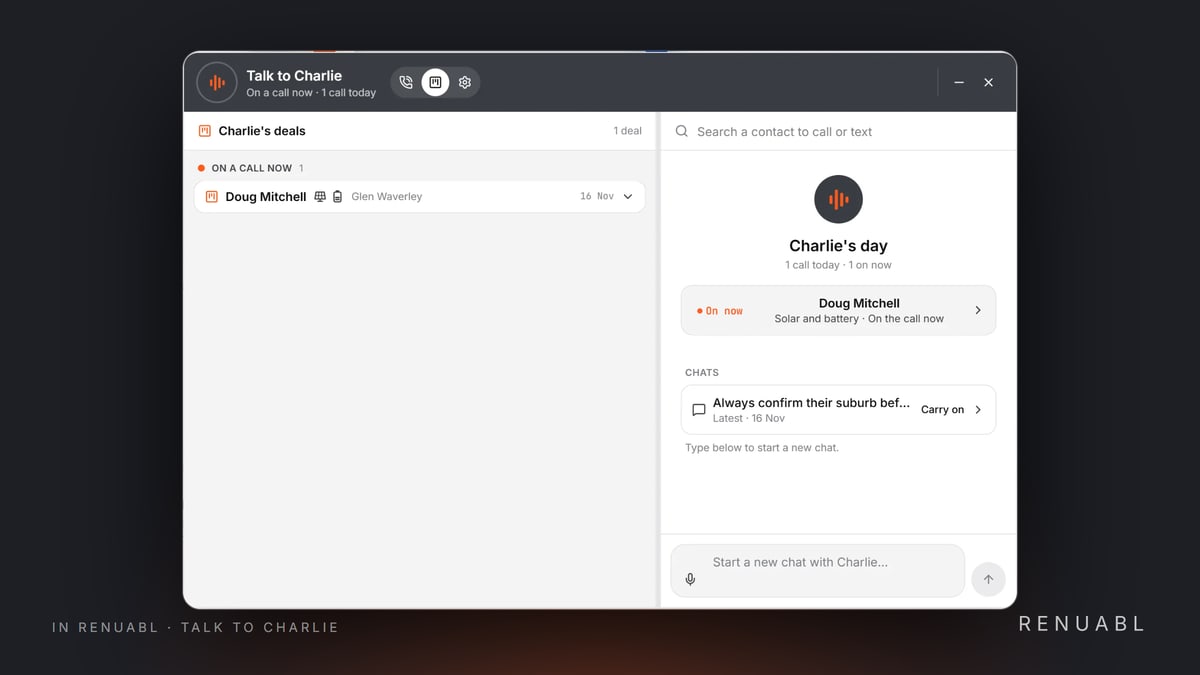 Talk to Charlie
On a call now · 1 call today
Charlie's deals
1 deal
ON A CALL NOW 1
Doug Mitchell Glen Waverley 16 Nov
Search a contact to call or text
Charlie's day
1 call today · 1 on now
On now
Doug Mitchell
Solar and battery · On the call now
CHATS
Always confirm their suburb bef...
Latest · 16 Nov
Carry on
Type below to start a new chat.
Start a new chat with Charlie...
IN RENUABL · TALK TO CHARLIE
RENUABL